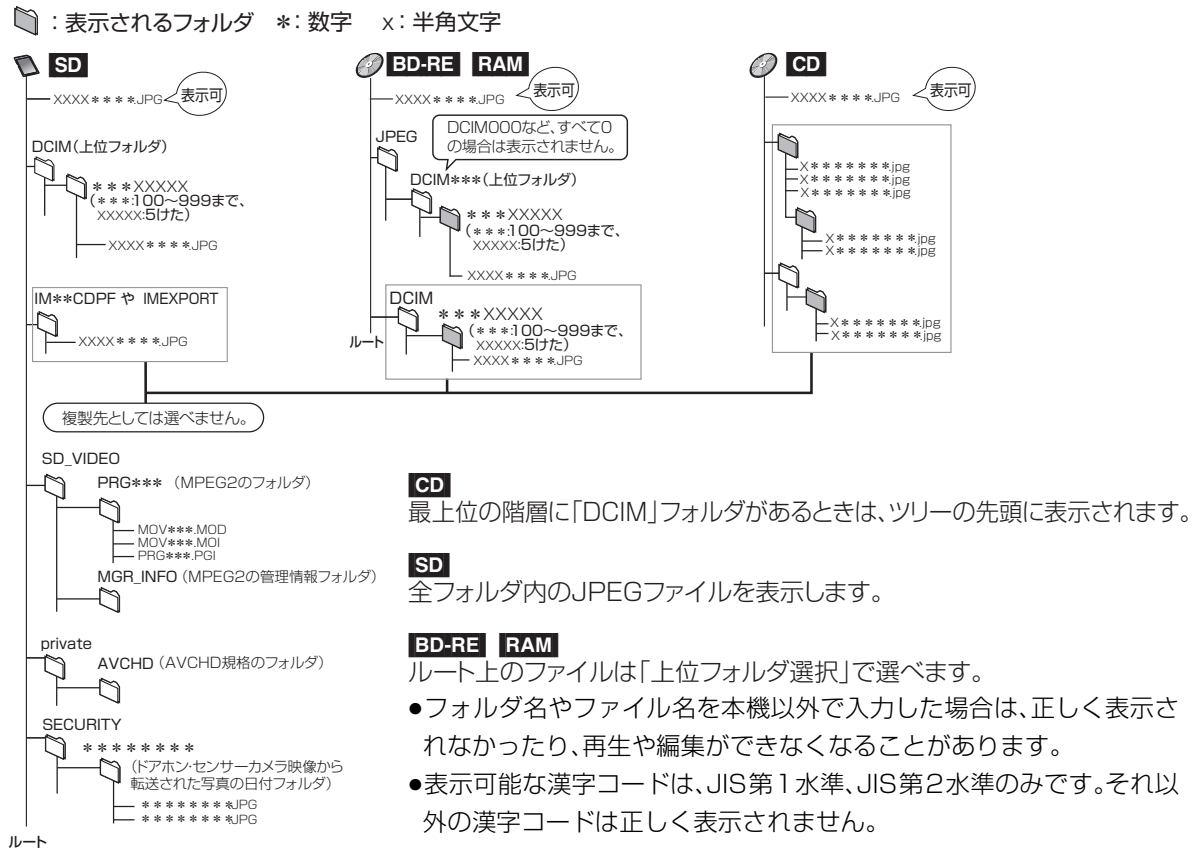 ：表示されるフォルダ　＊：数字　x：半角文字
SD
XXXX＊＊＊＊.JPG
表示可
DCIM（上位フォルダ）
＊＊＊XXXXX
（＊＊＊:100～999まで、
XXXXX:5けた）
XXXX＊＊＊＊.JPG
IM＊＊CDPF や IMEXPORT
XXXX＊＊＊＊.JPG
複製先としては選べません。
SD_VIDEO
PRG＊＊＊（MPEG2のフォルダ）
MOV＊＊＊.MOD
MOV＊＊＊.MOI
PRG＊＊＊.PGI
MGR_INFO（MPEG2の管理情報フォルダ）
private
AVCHD（AVCHD規格のフォルダ）
SECURITY
＊＊＊＊＊＊＊＊
（ドアホン・センサーカメラ映像から
転送された写真の日付フォルダ）
＊＊＊＊＊＊＊＊.JPG
＊＊＊＊＊＊＊＊.JPG
ルート
BD-RE RAM
XXXX＊＊＊＊.JPG
表示可
JPEG
DCIM000など、すべて0
の場合は表示されません。
DCIM＊＊＊（上位フォルダ）
＊＊＊XXXXX
（＊＊＊:100～999まで、
XXXXX:5けた）
XXXX＊＊＊＊.JPG
DCIM
＊＊＊XXXXX
（＊＊＊:100～999まで、
XXXXX:5けた）
XXXX＊＊＊＊.JPG
ルート
CD
XXXX＊＊＊＊.JPG
表示可
X＊＊＊＊＊＊＊.jpg
X＊＊＊＊＊＊＊.jpg
X＊＊＊＊＊＊＊.jpg
X＊＊＊＊＊＊＊.jpg
X＊＊＊＊＊＊＊.jpg
X＊＊＊＊＊＊＊.jpg
X＊＊＊＊＊＊＊.jpg
CD
最上位の階層に「DCIM」フォルダがあるときは、ツリーの先頭に表示されます。
SD
全フォルダ内のJPEGファイルを表示します。
BD-RE RAM
ルート上のファイルは「上位フォルダ選択」で選べます。
●フォルダ名やファイル名を本機以外で入力した場合は、正しく表示さ
れなかったり、再生や編集ができなくなることがあります。
●表示可能な漢字コードは、JIS第1水準、JIS第2水準のみです。それ以
外の漢字コードは正しく表示されません。